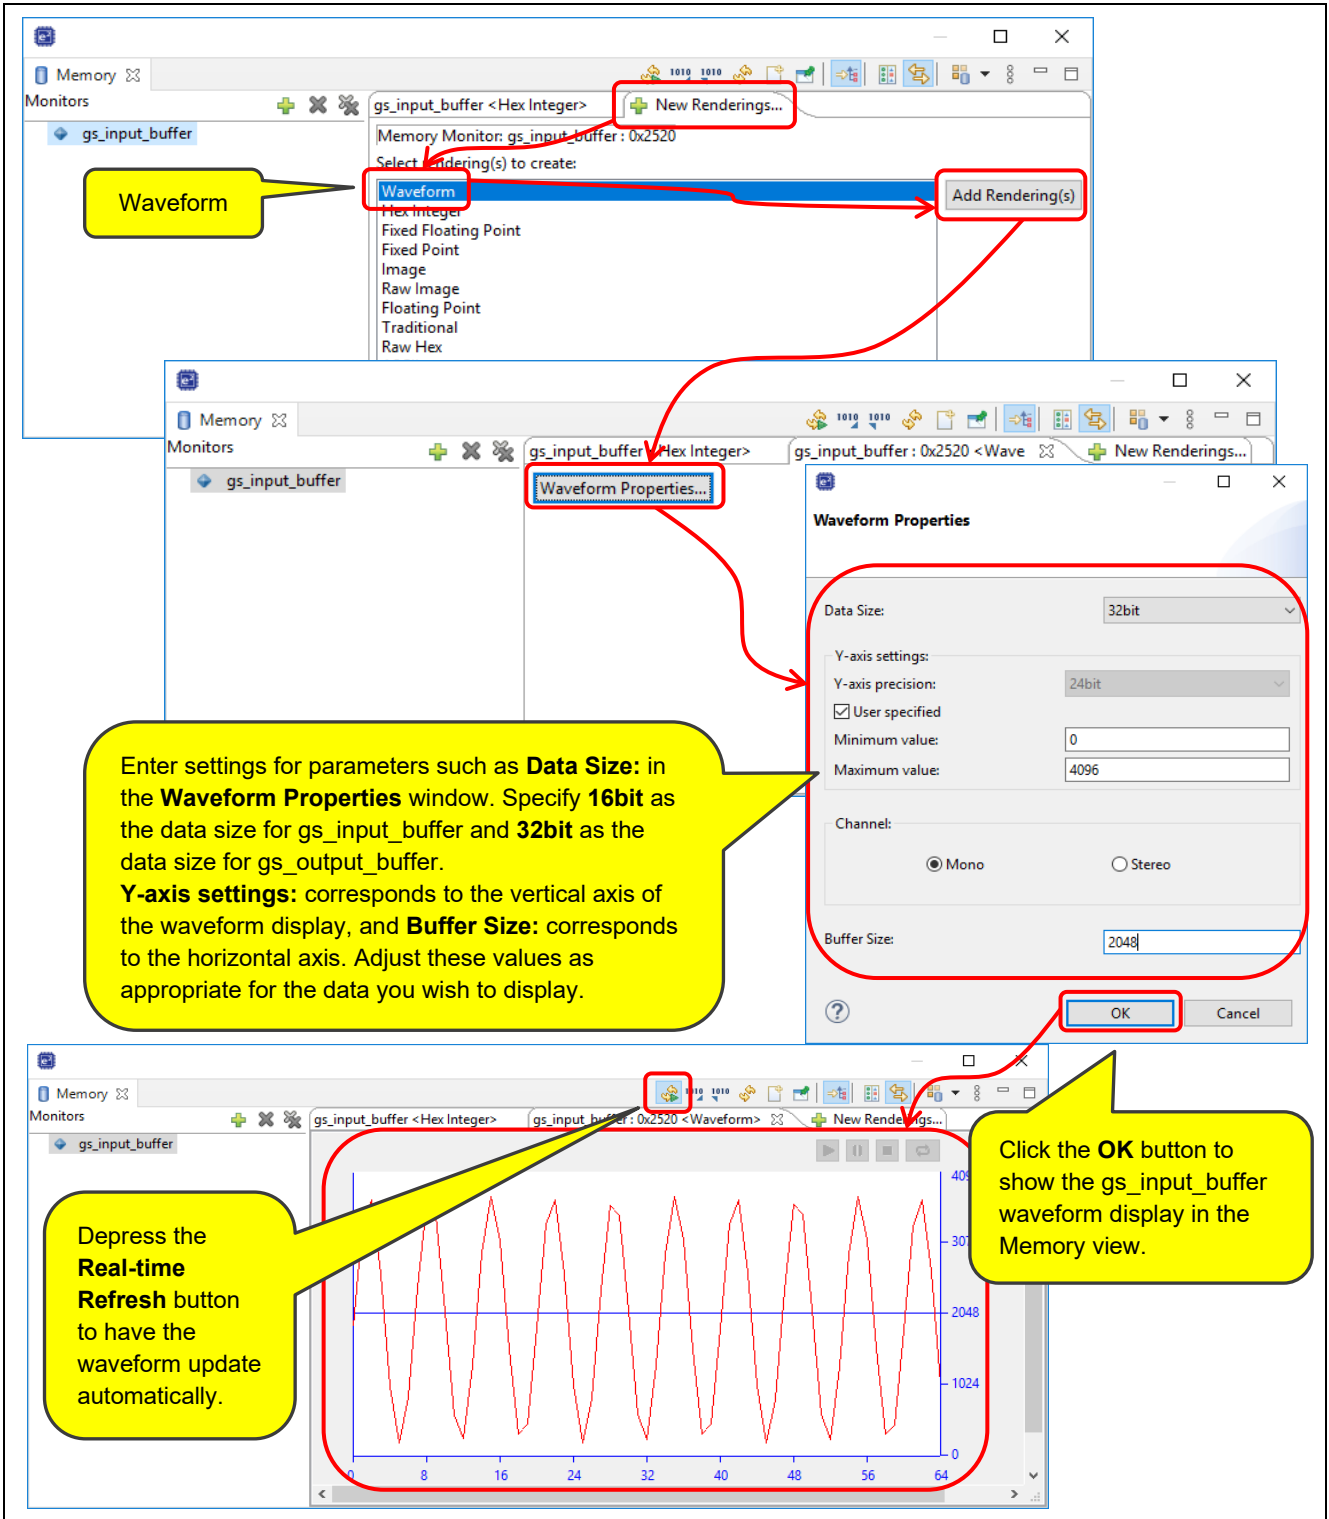 Memory
Monitors
gs_input_buffer <Hex Integer>
New Renderings...
gs_input_buffer
Memory Monitor: gs_input_buffer : 0x2520
Select rendering(s) to create:
Waveform
Waveform
Add Rendering(s)
Hex Integer
Fixed Floating Point
Fixed Point
Image
Raw Image
Floating Point
Traditional
Raw Hex
Memory
Monitors
gs_input_buffer <Hex Integer>
gs_input_buffer : 0x2520 <Wave
New Renderings...
gs_input_buffer
Waveform Properties...
Waveform Properties
Data Size:
32bit
Y-axis settings:
Y-axis precision:
24bit
User specified
Minimum value:
0
Maximum value:
4096
Channel:
Mono
Stereo
Buffer Size:
2048
OK
Cancel
Enter settings for parameters such as Data Size: in
the Waveform Properties window. Specify 16bit as
the data size for gs_input_buffer and 32bit as the
data size for gs_output_buffer.
Y-axis settings: corresponds to the vertical axis of
the waveform display, and Buffer Size: corresponds
to the horizontal axis. Adjust these values as
appropriate for the data you wish to display.
Memory
Monitors
gs_input_buffer <Hex Integer>
gs_input_buffer : 0x2520 <Waveform>
New Renderings...
gs_input_buffer
Click the OK button to
show the gs_input_buffer
waveform display in the
Memory view.
Depress the
Real-time
Refresh button
to have the
waveform update
automatically.
2048
1024
0
0 8 16 24 32 40 48 56 64